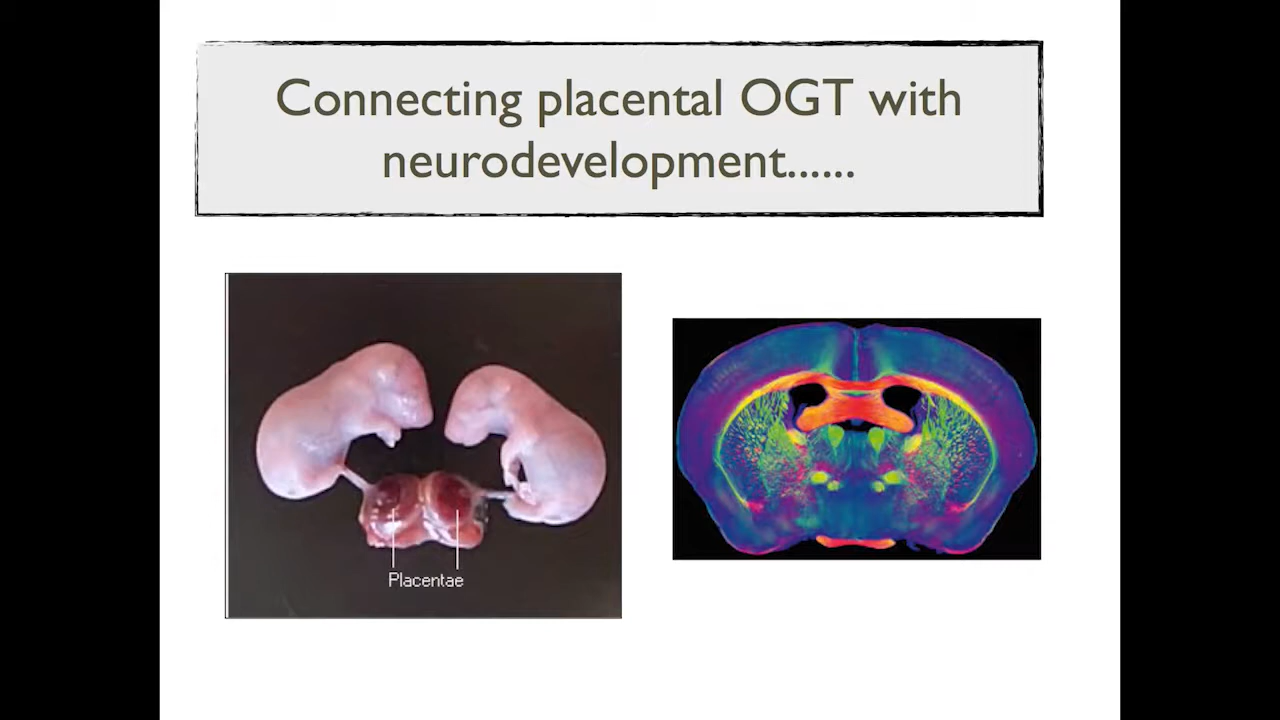 Connecting placental OGT with
neurodevelopment......
Placentae